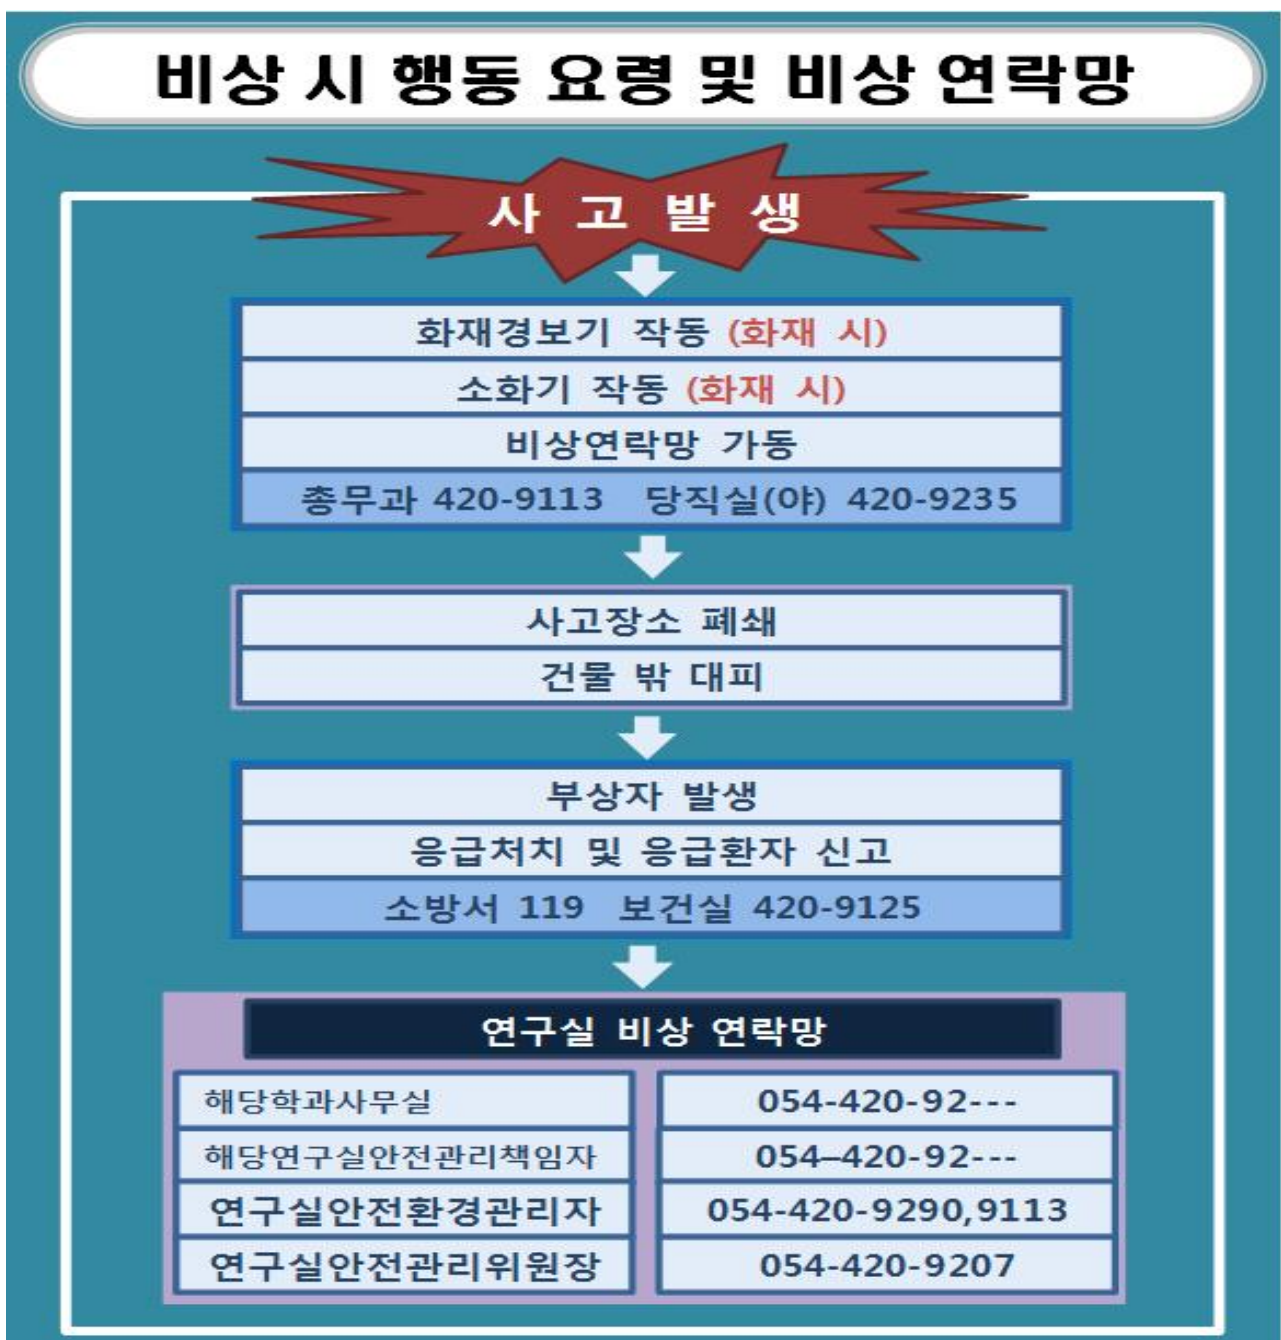 비상 시 행동 요령 및 비상 연락망
사 고 발 생
화재경보기 작동 (화재 시)
소화기 작동 (화재 시)
비상연락망 가동
총무과 420-9113 당직실(야) 420-9235
사고장소 폐쇄
건물 밖 대피
부상자 발생
응급처치 및 응급환자 신고
소방서 119 보건실 420-9125
연구실 비상 연락망
해당학과사무실 054-420-92---
해당연구실안전관리책임자 054–420-92---
연구실안전환경관리자 054-420-9290,9113
연구실안전관리위원장 054-420-9207